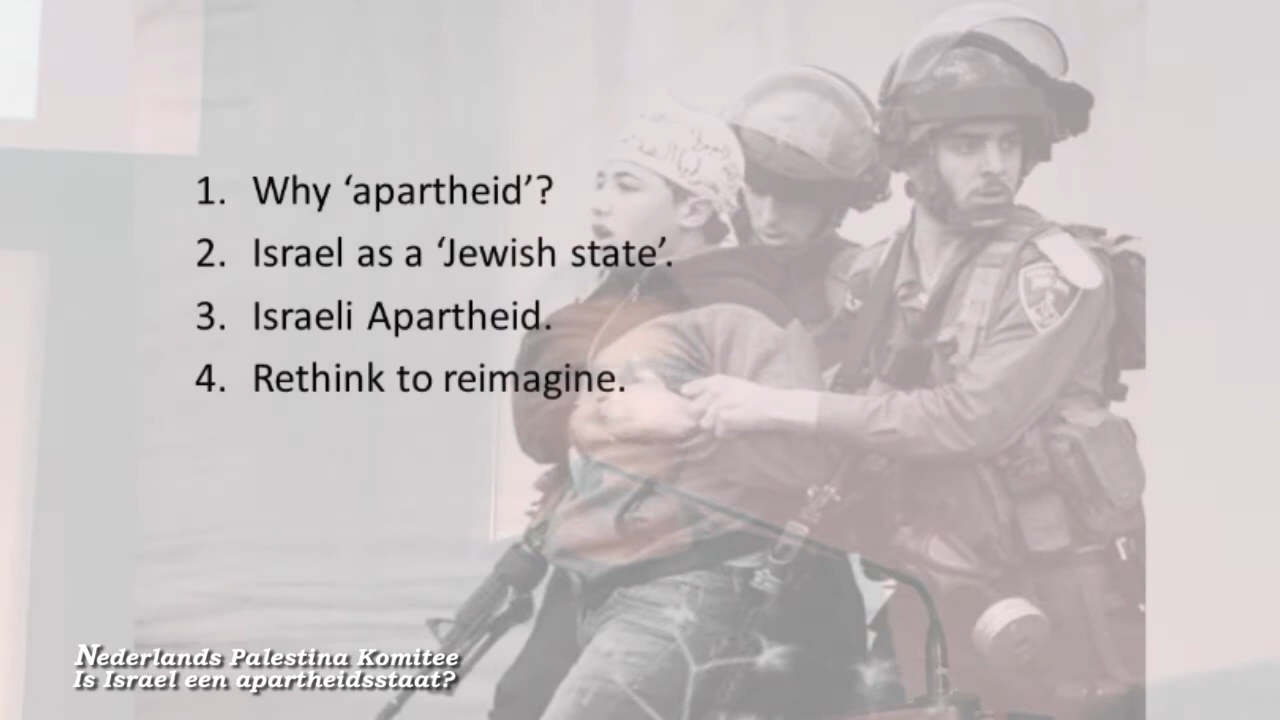 1. Why ‘apartheid’?
2. Israel as a ‘Jewish state’.
3. Israeli Apartheid.
4. Rethink to reimagine.
Nederlands Palestina Komitee
Is Israel een apartheidsstaat?